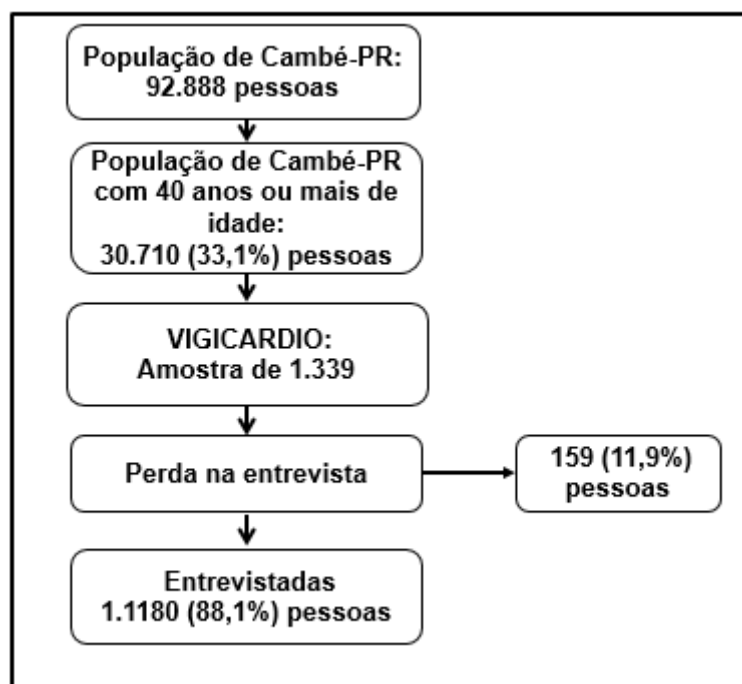 População de Cambé-PR:
92.888 pessoas
População de Cambé-PR
com 40 anos ou mais de
idade:
30.710 (33,1%) pessoas
VIGICARDIO:
Amostra de 1.339
Perda na entrevista
159 (11,9%)
pessoas
Entrevistadas
1.1180 (88,1%) pessoas